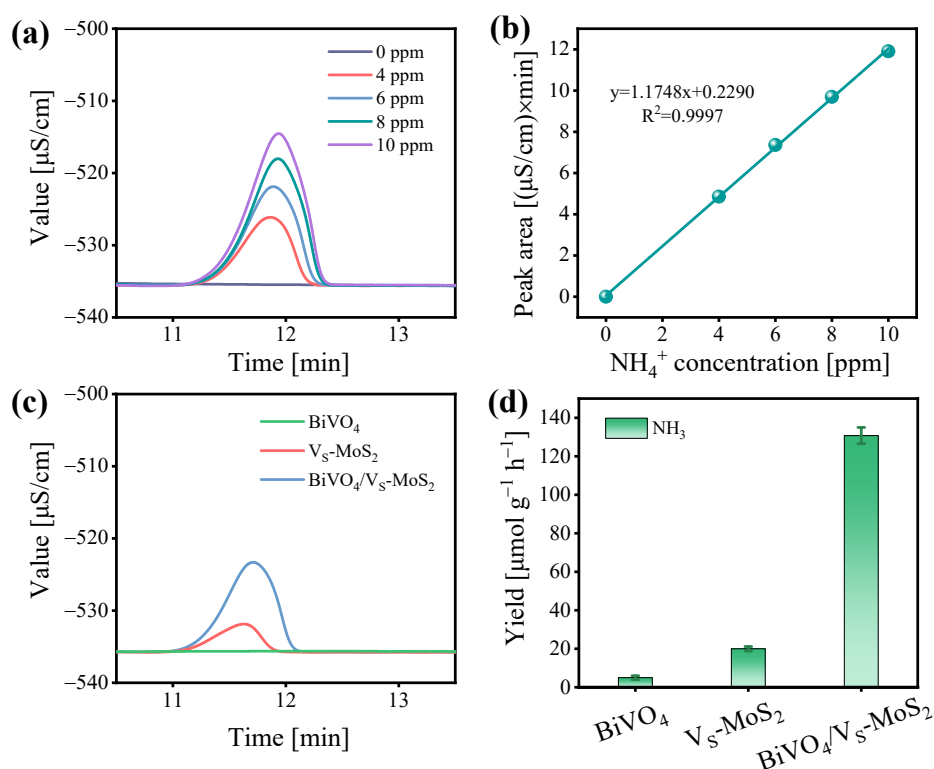 (a)
Value [µS/cm]
−500
−510
−520
−530
−540
0 ppm
4 ppm
6 ppm
8 ppm
10 ppm
11
12
13
Time [min]
(b)
Peak area [(µS/cm)×min]
12
10
8
6
4
2
0
y=1.1748x+0.2290
R²=0.9997
0
2
4
6
8
10
NH₄⁺ concentration [ppm]
(c)
Value [µS/cm]
−500
−510
−520
−530
−540
BiVO₄
Vₛ-MoS₂
BiVO₄/Vₛ-MoS₂
11
12
13
Time [min]
(d)
Yield [µmol g⁻¹ h⁻¹]
140
120
100
80
60
40
20
0
NH₃
BiVO₄
Vₛ-MoS₂
BiVO₄/Vₛ-MoS₂